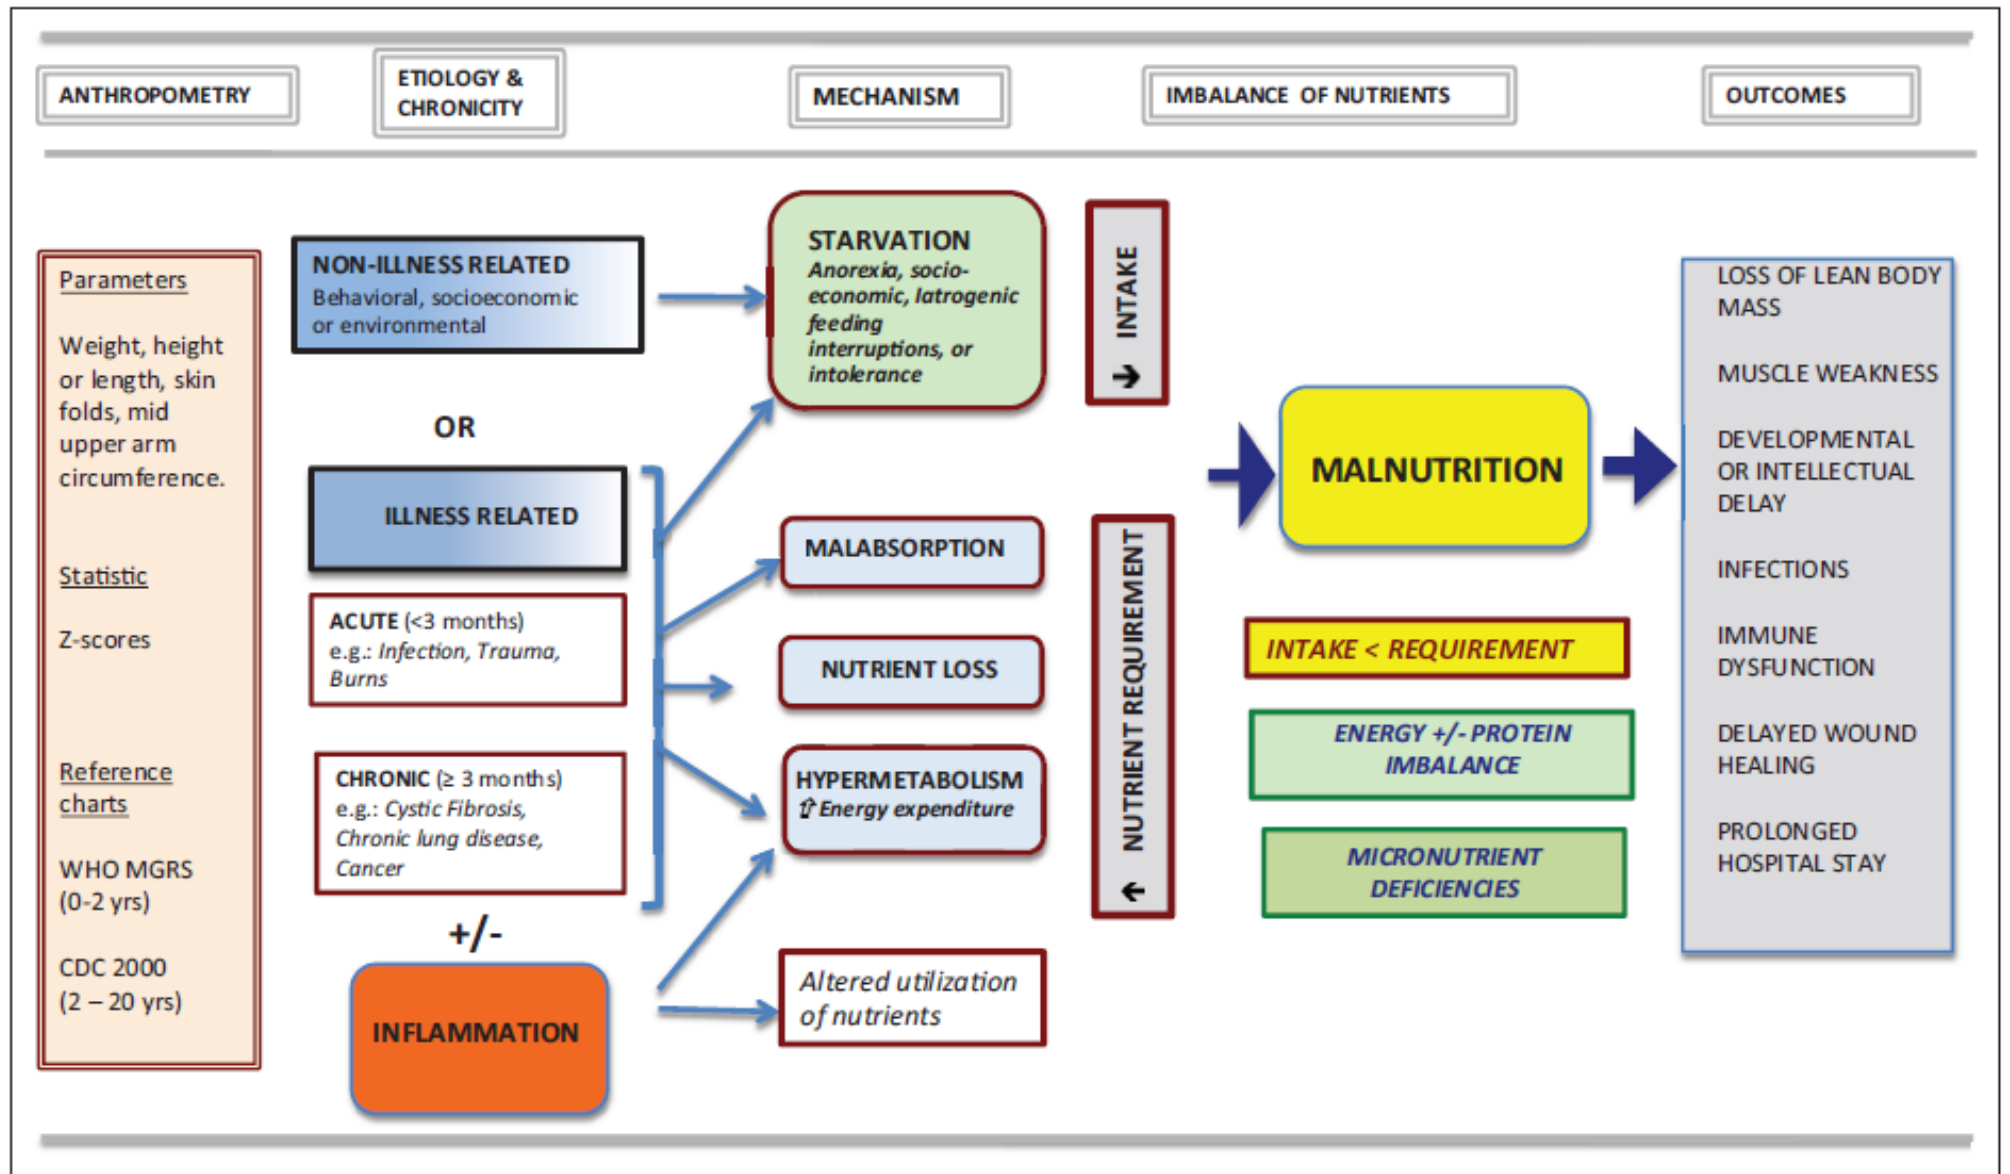 ANTHROPOMETRY
ETIOLOGY &
CHRONICITY
MECHANISM
IMBALANCE OF NUTRIENTS
OUTCOMES
Parameters
Weight, height
or length, skin
folds, mid
upper arm
circumference.
Statistic
Z-scores
Reference
charts
WHO MGRS
(0-2 yrs)
CDC 2000
(2 – 20 yrs)
NON-ILLNESS RELATED
Behavioral, socioeconomic
or environmental
OR
ILLNESS RELATED
ACUTE (<3 months)
e.g.: Infection, Trauma,
Burns
CHRONIC (≥ 3 months)
e.g.: Cystic Fibrosis,
Chronic lung disease,
Cancer
+/-
INFLAMMATION
STARVATION
Anorexia, socio-
economic, Iatrogenic
feeding
interruptions, or
intolerance
MALABSORPTION
NUTRIENT LOSS
HYPERMETABOLISM
⇧ Energy expenditure
Altered utilization
of nutrients
➔ INTAKE
➔ NUTRIENT REQUIREMENT
MALNUTRITION
INTAKE < REQUIREMENT
ENERGY +/- PROTEIN
IMBALANCE
MICRONUTRIENT
DEFICIENCIES
LOSS OF LEAN BODY
MASS
MUSCLE WEAKNESS
DEVELOPMENTAL
OR INTELLECTUAL
DELAY
INFECTIONS
IMMUNE
DYSFUNCTION
DELAYED WOUND
HEALING
PROLONGED
HOSPITAL STAY